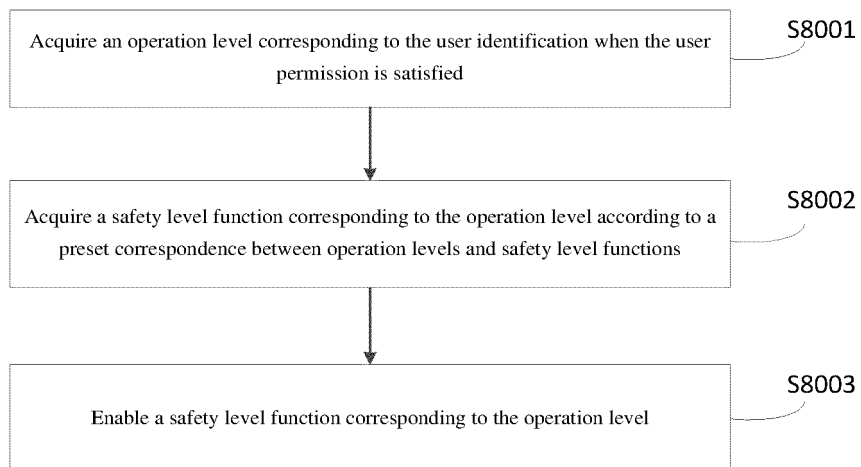 Acquire an operation level corresponding to the user identification when the user
permission is satisfied
S8001
Acquire a safety level function corresponding to the operation level according to a
preset correspondence between operation levels and safety level functions
S8002
Enable a safety level function corresponding to the operation level
S8003